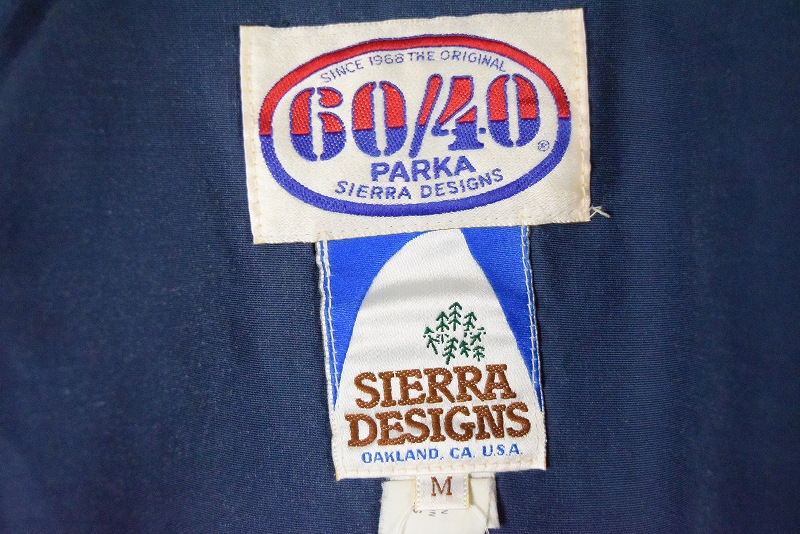 SINCE 1968 THE ORIGINAL
60/40®
PARKA
SIERRA DESIGNS
SIERRA
DESIGNS
OAKLAND, CA. U.S.A.
M